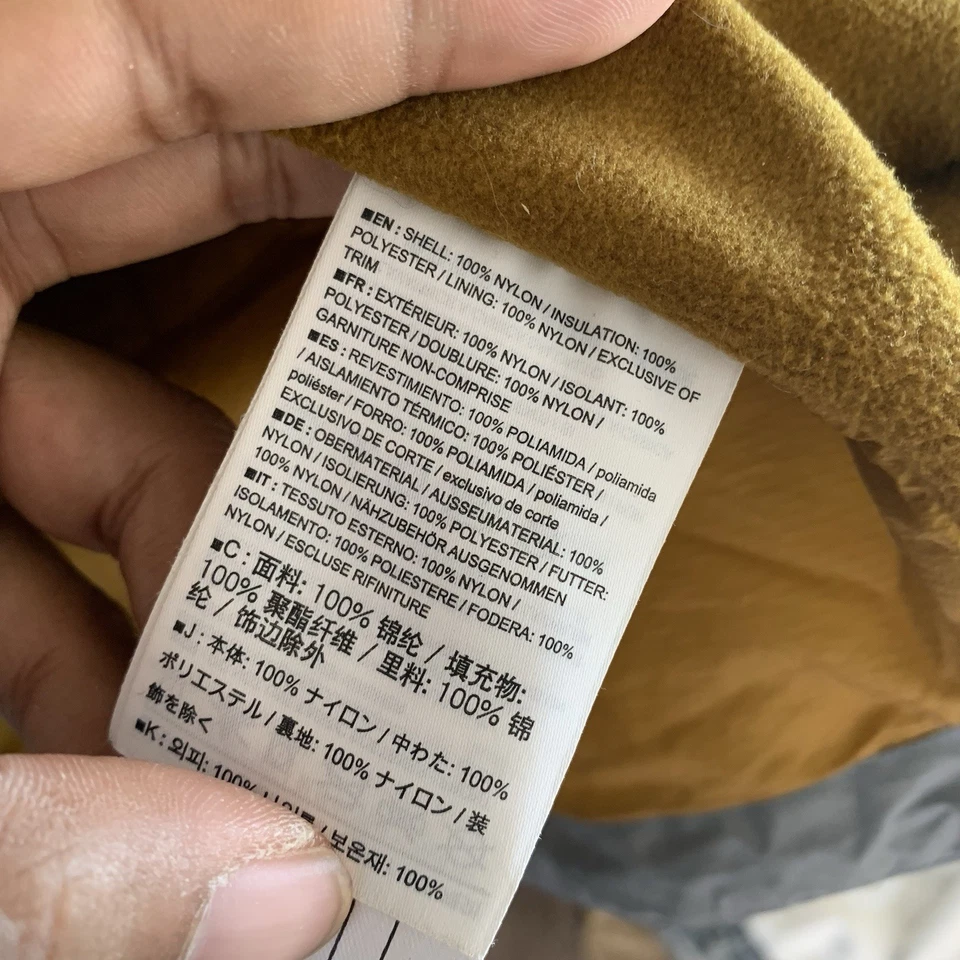 ■EN : SHELL: 100% NYLON / INSULATION: 100%
POLYESTER / LINING: 100% NYLON / EXCLUSIVE OF
TRIM
■FR : EXTÉRIEUR: 100% NYLON / ISOLANT: 100%
POLYESTER / DOUBLURE: 100% NYLON /
GARNITURE NON-COMPRISE
■ES : REVESTIMIENTO: 100% POLIAMIDA / poliamida
/ AISLAMIENTO TÉRMICO: 100% POLIÉSTER /
poliéster / FORRO: 100% POLIAMIDA / poliamida /
EXCLUSIVO DE CORTE / exclusivo de corte
■DE : OBERMATERIAL / AUSSEUMATERIAL: 100%
NYLON / ISOLIERUNG: 100% POLYESTER / FUTTER:
100% NYLON / NÄHZUBEHÖR AUSGENOMMEN
■IT : TESSUTO ESTERNO: 100% NYLON /
ISOLAMENTO: 100% POLIESTERE / FODERA: 100%
NYLON / ESCLUSE RIFINITURE
■C : 面料: 100% 锦纶 / 填充物:
100% 聚酯纤维 / 里料: 100% 锦
纶 / 饰边除外
■J : 本体: 100% ナイロン / 中わた: 100%
ポリエステル / 裏地: 100% ナイロン / 装
飾を除く
■K : 외피: 100% / 보온재: 100%